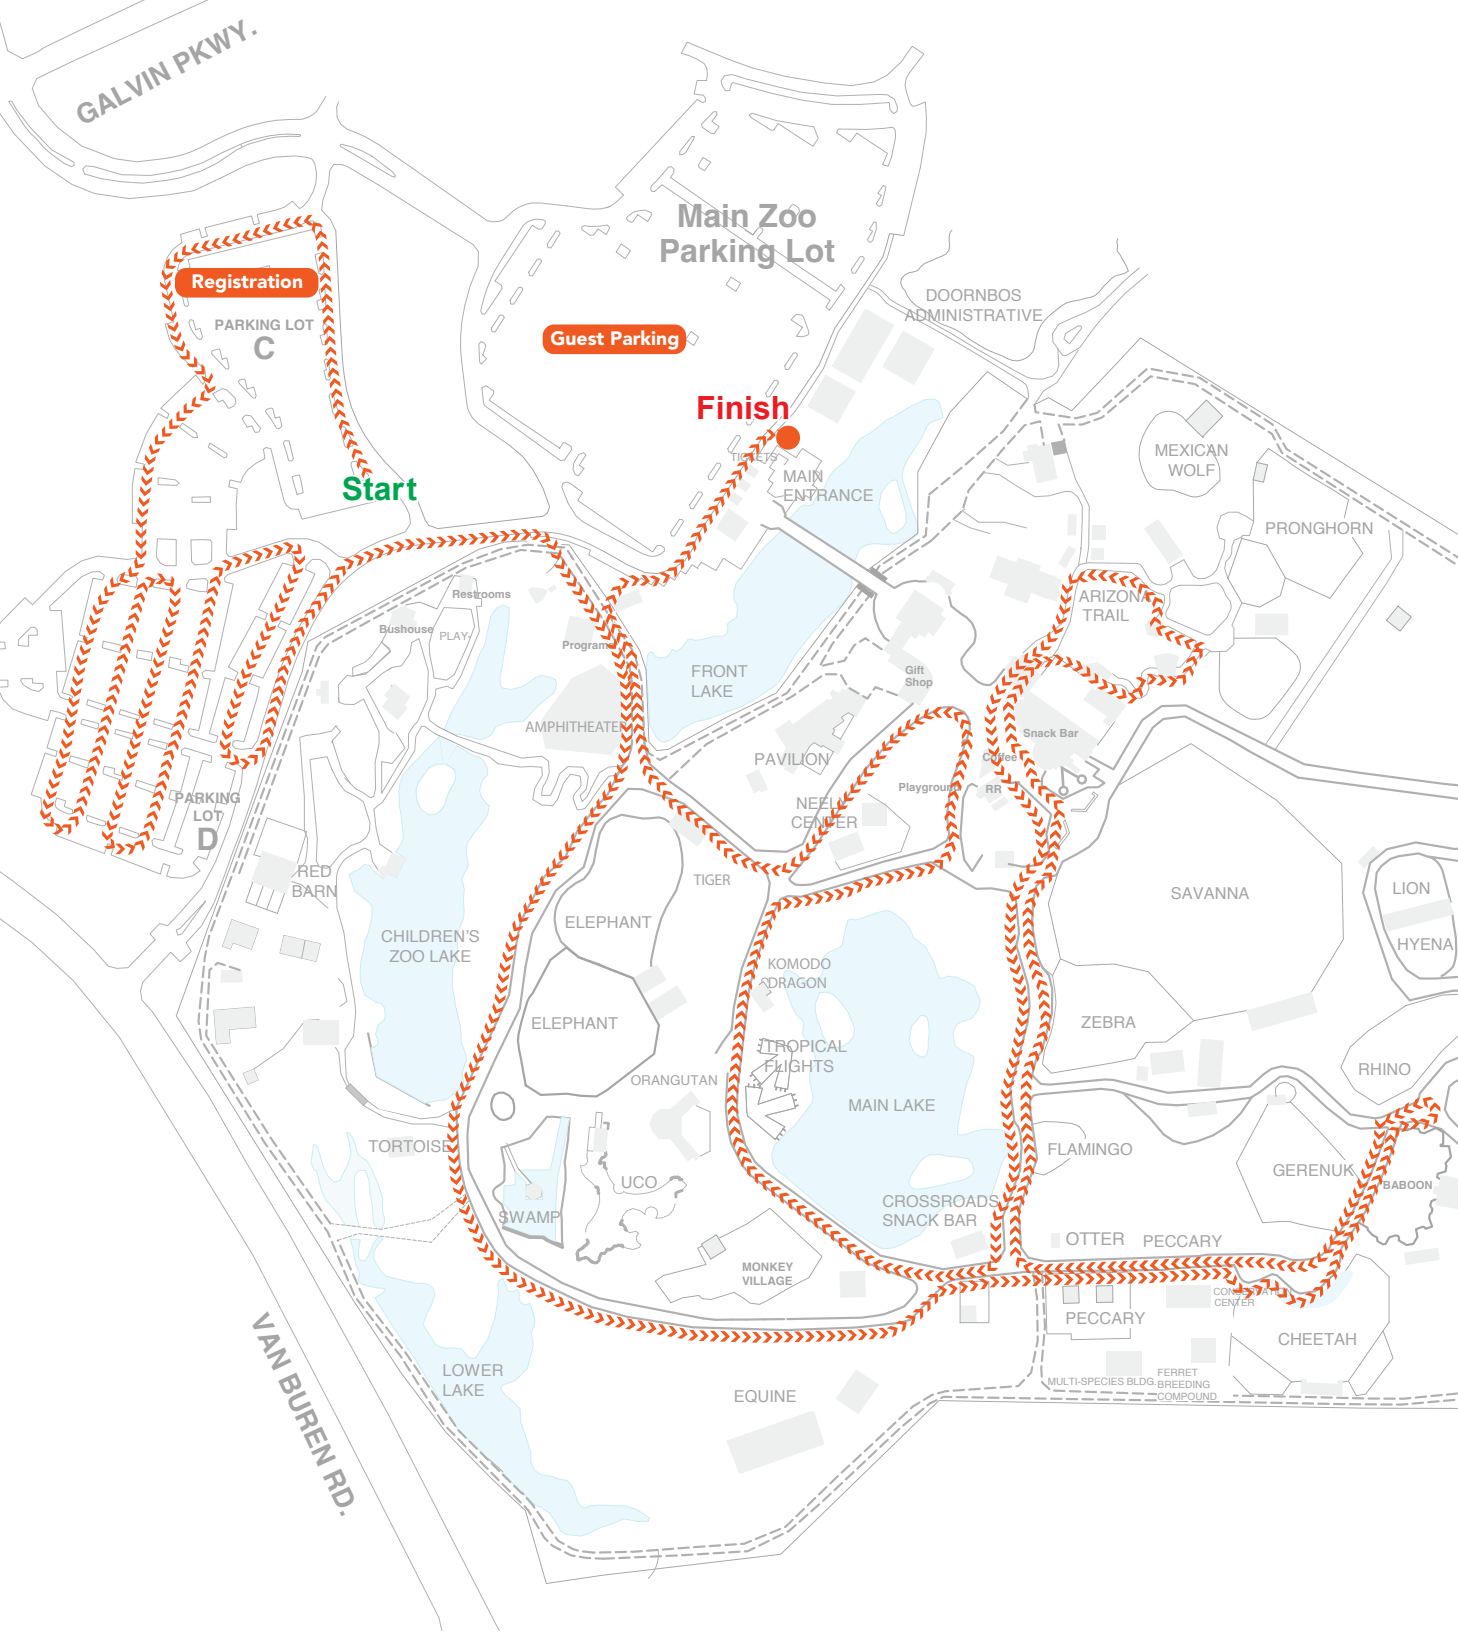 GALVIN PKWY.
Main Zoo
Parking Lot
Registration
PARKING LOT
C
Guest Parking
DOORNBOS
ADMINISTRATIVE
Finish
TICKETS
MAIN
ENTRANCE
Start
MEXICAN
WOLF
PRONGHORN
ARIZONA
TRAIL
Restrooms
Bushouse
PLAY-
Programs
FRONT
LAKE
Gift
Shop
AMPHITHEATER
PAVILION
Snack Bar
Coffee
RR
Playground
NEELY
CENTER
PARKING
LOT
D
RED
BARN
TIGER
SAVANNA
LION
ELEPHANT
CHILDREN'S
ZOO LAKE
HYENA
KOMODO
DRAGON
ELEPHANT
ZEBRA
TROPICAL
FLIGHTS
RHINO
ORANGUTAN
MAIN LAKE
TORTOISE
FLAMINGO
GERENUK
BABOON
UCO
SWAMP
CROSSROADS
SNACK BAR
OTTER
PECCARY
MONKEY
VILLAGE
CONSERVATION
CENTER
PECCARY
CHEETAH
VAN BUREN RD.
LOWER
LAKE
EQUINE
MULTI-SPECIES BLDG.
FERRET
BREEDING
COMPOUND